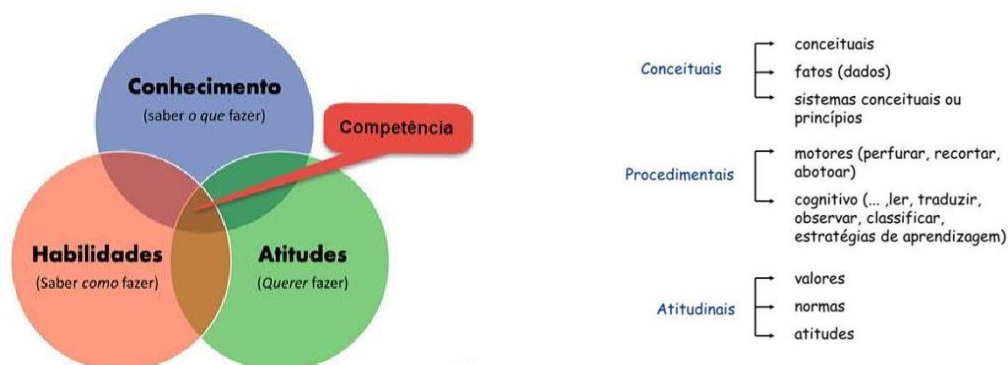 Conhecimento
(saber o que fazer)
Competência
Habilidades
(Saber como fazer)
Atitudes
(Querer fazer)
Conceituais
conceituais
fatos (dados)
sistemas conceituais ou
princípios
Procedimentais
motores (perfurar, recortar,
abotoar)
cognitivo (... ,ler, traduzir,
observar, classificar,
estratégias de aprendizagem)
Atitudinais
valores
normas
atitudes